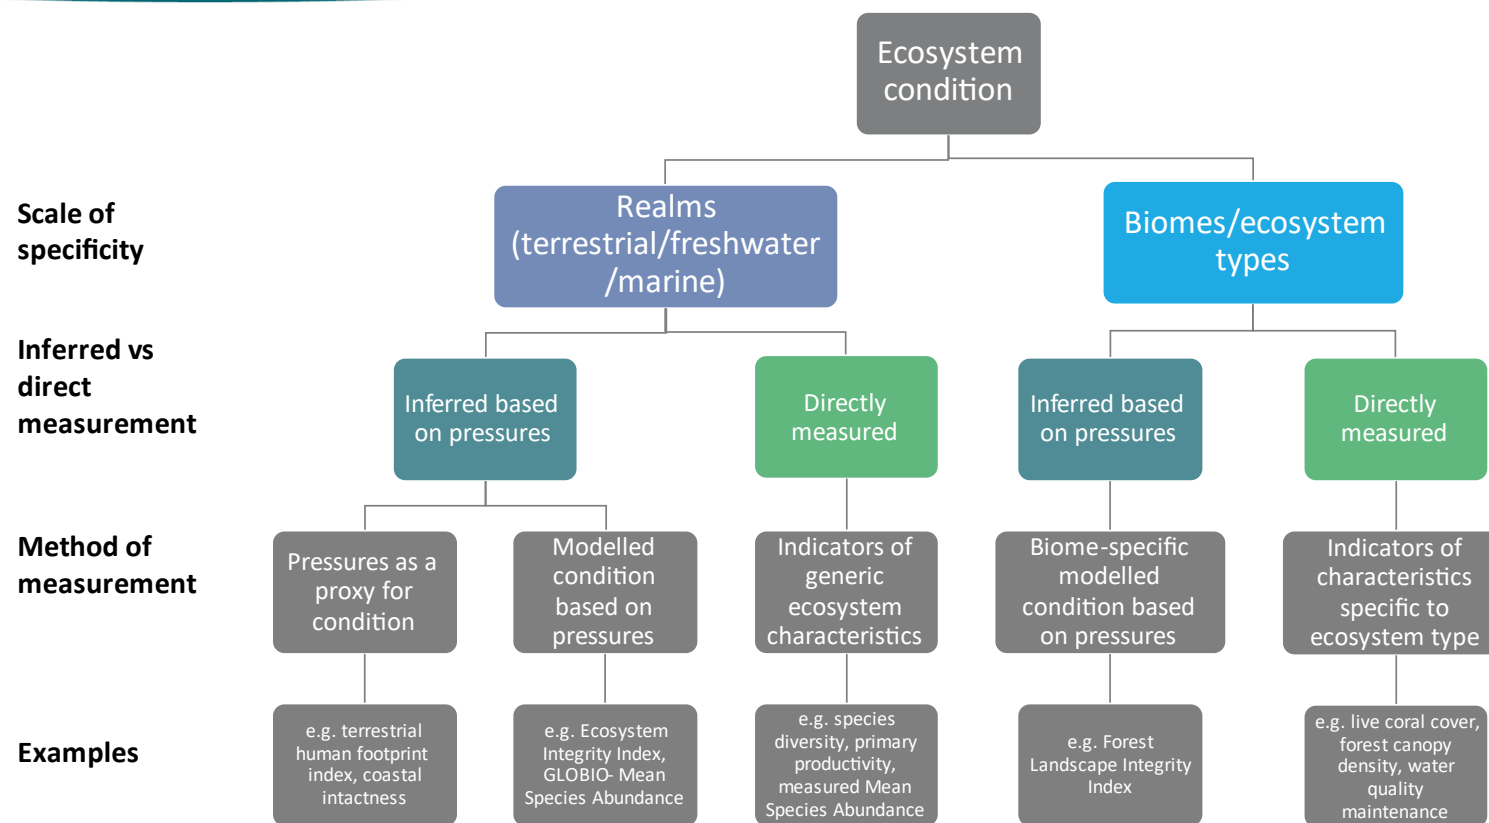 Ecosystem
condition
Scale of
specificity
Realms
(terrestrial/freshwater
/marine)
Biomes/ecosystem
types
Inferred vs
direct
measurement
Inferred based
on pressures
Directly
measured
Inferred based
on pressures
Directly
measured
Method of
measurement
Pressures as a
proxy for
condition
Modelled
condition
based on
pressures
Indicators of
generic
ecosystem
characteristics
Biome-specific
modelled
condition based
on pressures
Indicators of
characteristics
specific to
ecosystem type
Examples
e.g. terrestrial
human footprint
index, coastal
intactness
e.g. Ecosystem
Integrity Index,
GLOBIO- Mean
Species Abundance
e.g. species
diversity, primary
productivity,
measured Mean
Species Abundance
e.g. Forest
Landscape Integrity
Index
e.g. live coral cover,
forest canopy
density, water
quality
maintenance